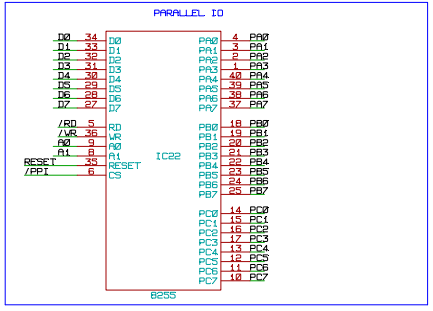 PARALLEL IO
D0 34 D0 PA0 4 PA0
D1 33 D1 PA1 3 PA1
D2 32 D2 PA2 2 PA2
D3 31 D3 PA3 1 PA3
D4 30 D4 PA4 40 PA4
D5 29 D5 PA5 39 PA5
D6 28 D6 PA6 38 PA6
D7 27 D7 PA7 37 PA7
/RD 5 RD PB0 18 PB0
/WR 36 WR PB1 19 PB1
A0 9 A0 PB2 20 PB2
A1 8 A1 IC22 PB3 21 PB3
RESET 35 RESET PB4 22 PB4
/PPI 6 CS PB5 23 PB5
PB6 24 PB6
PB7 25 PB7
PC0 14 PC0
PC1 15 PC1
PC2 16 PC2
PC3 17 PC3
PC4 13 PC4
PC5 12 PC5
PC6 11 PC6
PC7 10 PC7
8255